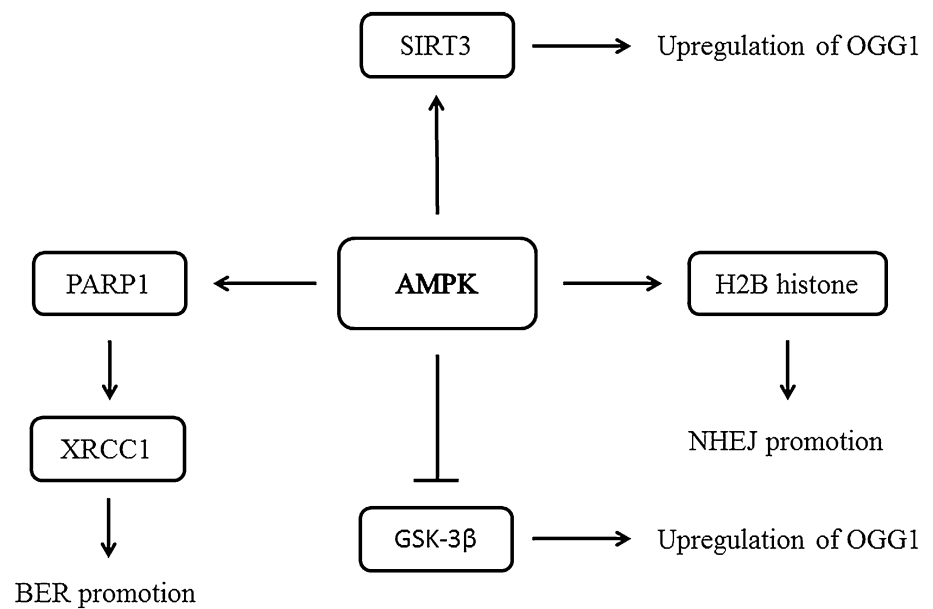 SIRT3
Upregulation of OGG1
PARP1
AMPK
H2B histone
XRCC1
NHEJ promotion
GSK-3β
Upregulation of OGG1
BER promotion